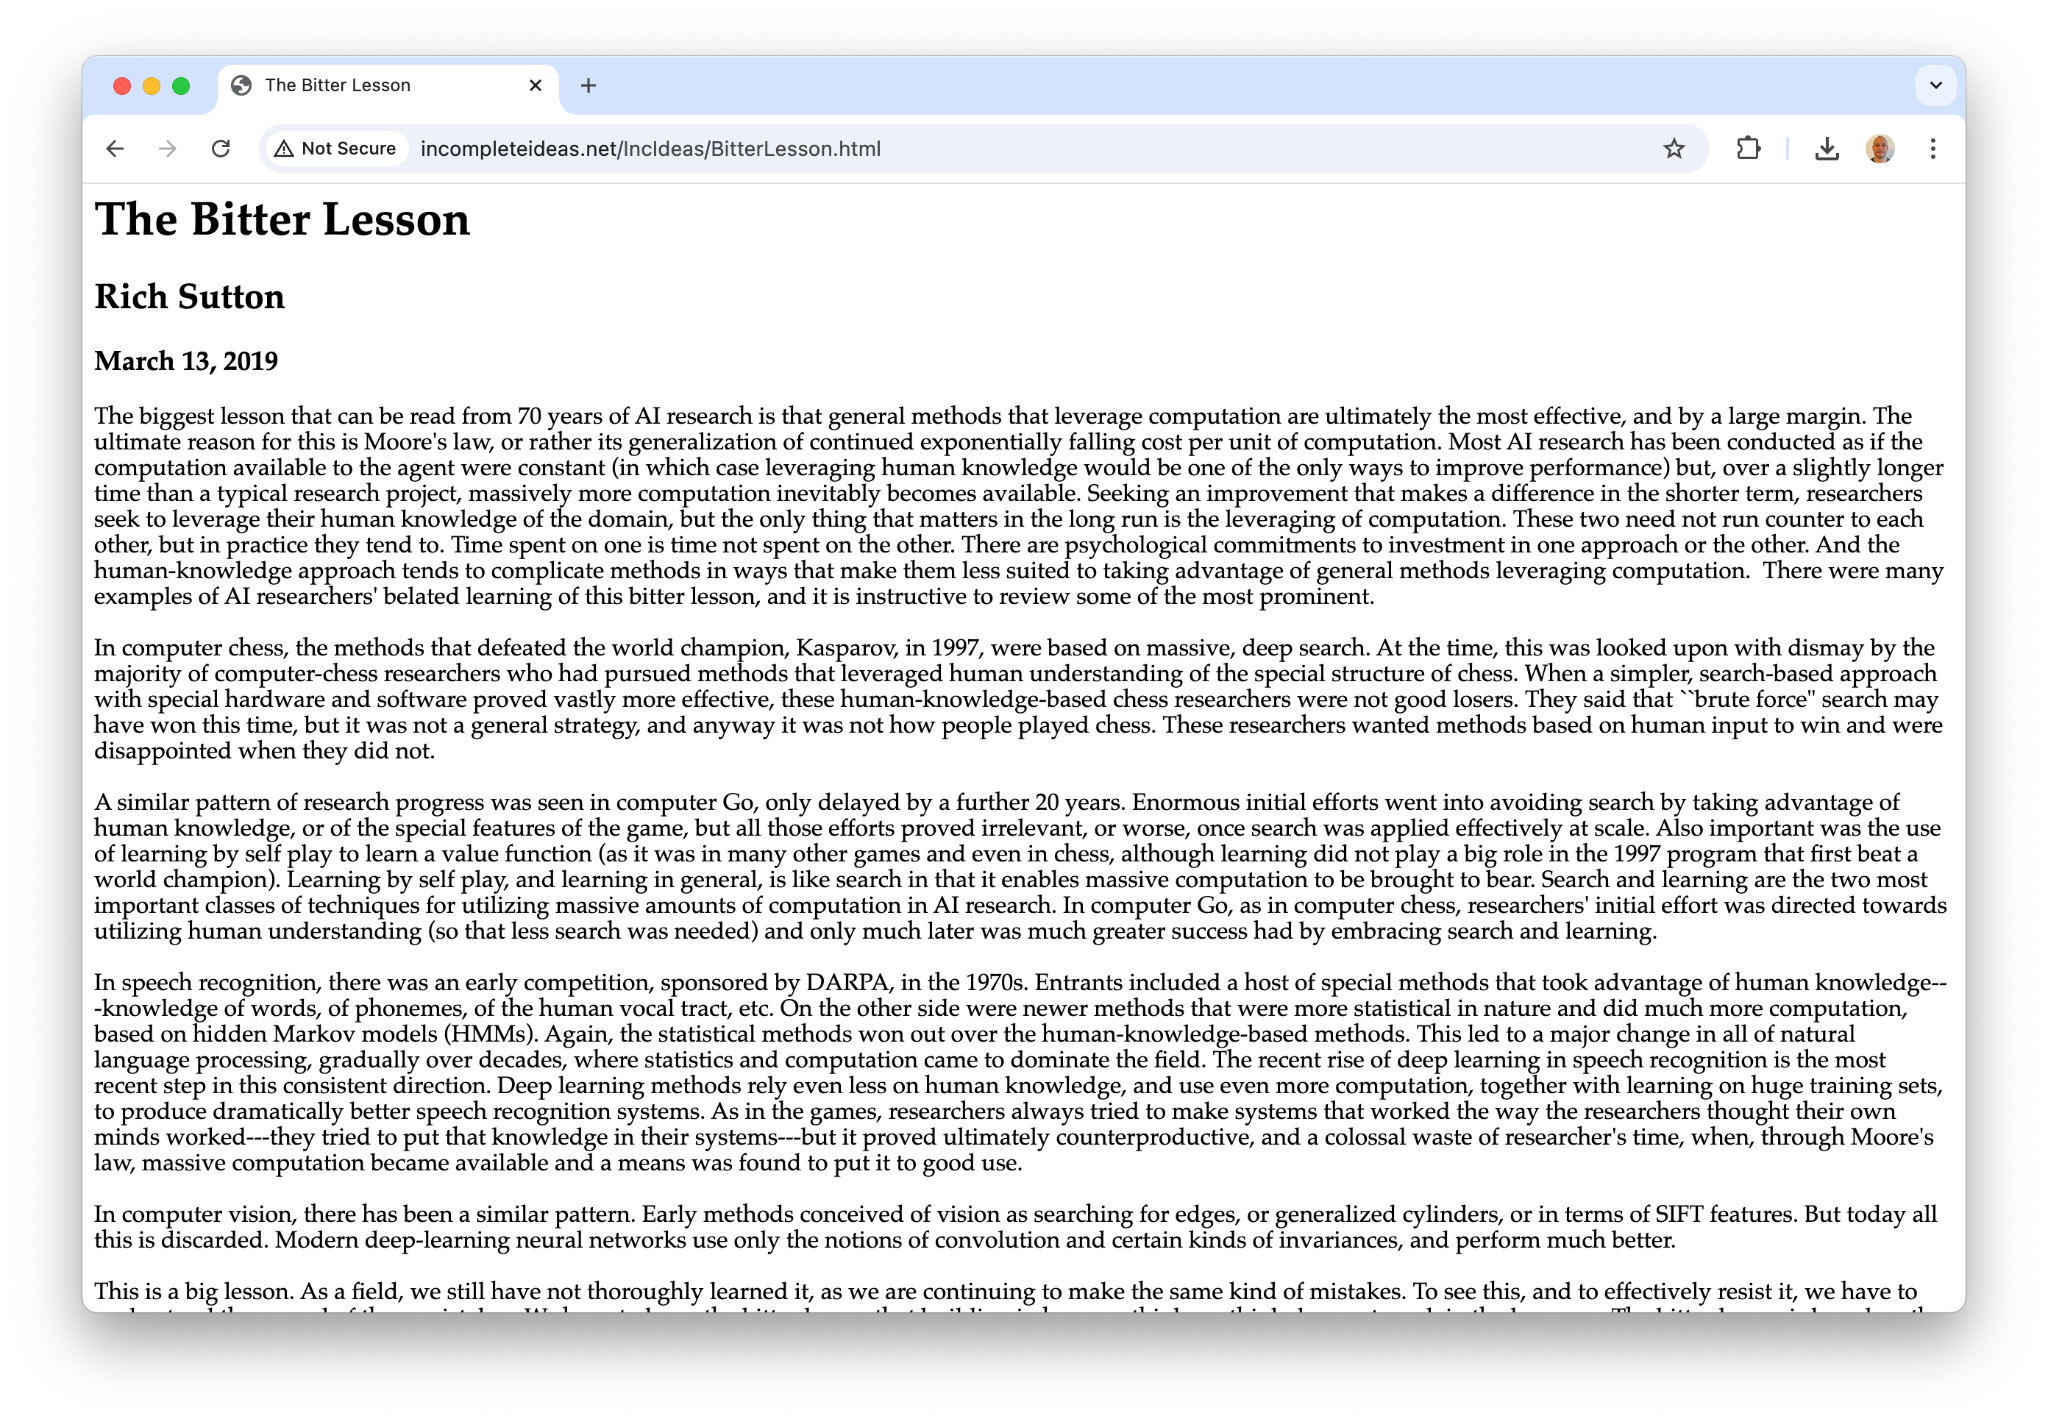 The Bitter Lesson
Not Secure
incompleteideas.net/IncIdeas/BitterLesson.html
The Bitter Lesson
Rich Sutton
March 13, 2019
The biggest lesson that can be read from 70 years of AI research is that general methods that leverage computation are ultimately the most effective, and by a large margin. The
ultimate reason for this is Moore's law, or rather its generalization of continued exponentially falling cost per unit of computation. Most AI research has been conducted as if the
computation available to the agent were constant (in which case leveraging human knowledge would be one of the only ways to improve performance) but, over a slightly longer
time than a typical research project, massively more computation inevitably becomes available. Seeking an improvement that makes a difference in the shorter term, researchers
seek to leverage their human knowledge of the domain, but the only thing that matters in the long run is the leveraging of computation. These two need not run counter to each
other, but in practice they tend to. Time spent on one is time not spent on the other. There are psychological commitments to investment in one approach or the other. And the
human-knowledge approach tends to complicate methods in ways that make them less suited to taking advantage of general methods leveraging computation.  There were many
examples of AI researchers' belated learning of this bitter lesson, and it is instructive to review some of the most prominent.
In computer chess, the methods that defeated the world champion, Kasparov, in 1997, were based on massive, deep search. At the time, this was looked upon with dismay by the
majority of computer-chess researchers who had pursued methods that leveraged human understanding of the special structure of chess. When a simpler, search-based approach
with special hardware and software proved vastly more effective, these human-knowledge-based chess researchers were not good losers. They said that ``brute force" search may
have won this time, but it was not a general strategy, and anyway it was not how people played chess. These researchers wanted methods based on human input to win and were
disappointed when they did not.
A similar pattern of research progress was seen in computer Go, only delayed by a further 20 years. Enormous initial efforts went into avoiding search by taking advantage of
human knowledge, or of the special features of the game, but all those efforts proved irrelevant, or worse, once search was applied effectively at scale. Also important was the use
of learning by self play to learn a value function (as it was in many other games and even in chess, although learning did not play a big role in the 1997 program that first beat a
world champion). Learning by self play, and learning in general, is like search in that it enables massive computation to be brought to bear. Search and learning are the two most
important classes of techniques for utilizing massive amounts of computation in AI research. In computer Go, as in computer chess, researchers' initial effort was directed towards
utilizing human understanding (so that less search was needed) and only much later was much greater success had by embracing search and learning.
In speech recognition, there was an early competition, sponsored by DARPA, in the 1970s. Entrants included a host of special methods that took advantage of human knowledge--
-knowledge of words, of phonemes, of the human vocal tract, etc. On the other side were newer methods that were more statistical in nature and did much more computation,
based on hidden Markov models (HMMs). Again, the statistical methods won out over the human-knowledge-based methods. This led to a major change in all of natural
language processing, gradually over decades, where statistics and computation came to dominate the field. The recent rise of deep learning in speech recognition is the most
recent step in this consistent direction. Deep learning methods rely even less on human knowledge, and use even more computation, together with learning on huge training sets,
to produce dramatically better speech recognition systems. As in the games, researchers always tried to make systems that worked the way the researchers thought their own
minds worked---they tried to put that knowledge in their systems---but it proved ultimately counterproductive, and a colossal waste of researcher's time, when, through Moore's
law, massive computation became available and a means was found to put it to good use.
In computer vision, there has been a similar pattern. Early methods conceived of vision as searching for edges, or generalized cylinders, or in terms of SIFT features. But today all
this is discarded. Modern deep-learning neural networks use only the notions of convolution and certain kinds of invariances, and perform much better.
This is a big lesson. As a field, we still have not thoroughly learned it, as we are continuing to make the same kind of mistakes. To see this, and to effectively resist it, we have to